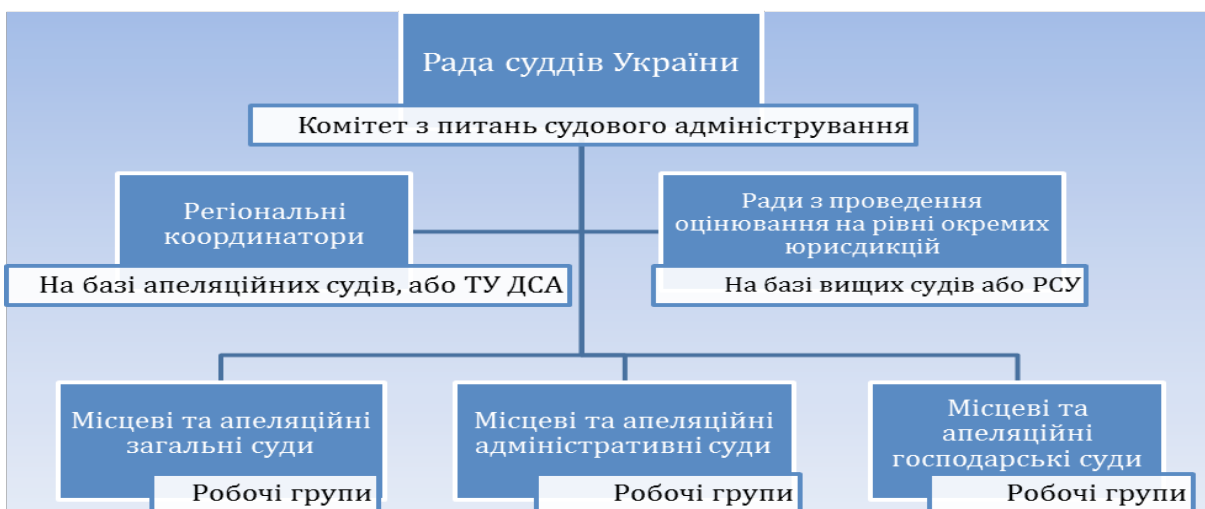 Рада суддів України
Комітет з питань судового адміністрування
Регіональні
координатори
На базі апеляційних судів, або ТУ ДСА
Ради з проведення
оцінювання на рівні окремих
юрисдикцій
На базі вищих судів або РСУ
Місцеві та апеляційні
загальні суди
Робочі групи
Місцеві та апеляційні
адміністративні суди
Робочі групи
Місцеві та
апеляційні
господарські суди
Робочі групи